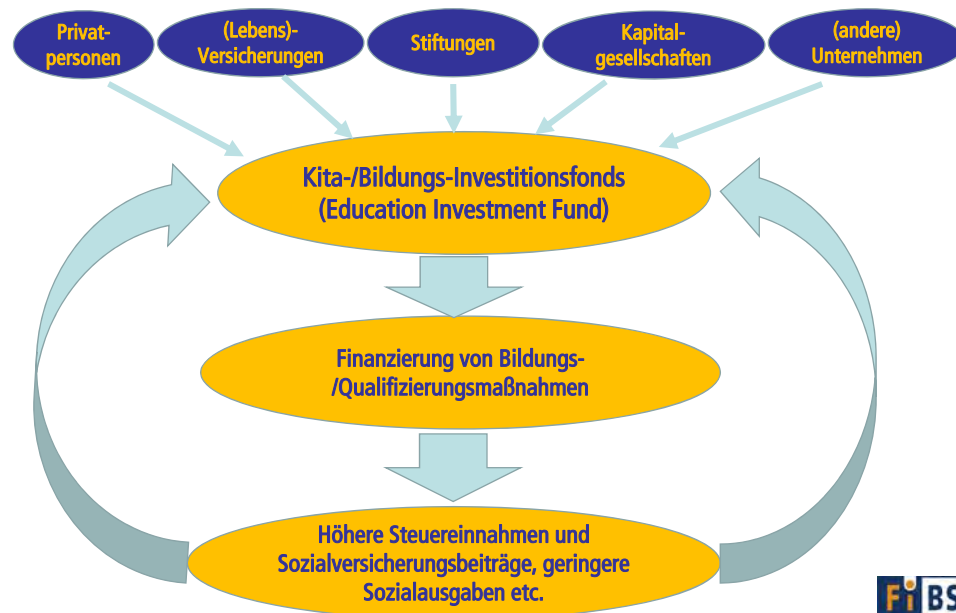 Privat-
personen
(Lebens)-
Versicherungen
Stiftungen
Kapital-
gesellschaften
(andere)
Unternehmen
Kita-/Bildungs-Investitionsfonds
(Education Investment Fund)
Finanzierung von Bildungs-
/Qualifizierungsmaßnahmen
Höhere Steuereinnahmen und
Sozialversicherungsbeiträge, geringere
Sozialausgaben etc.
FiBS